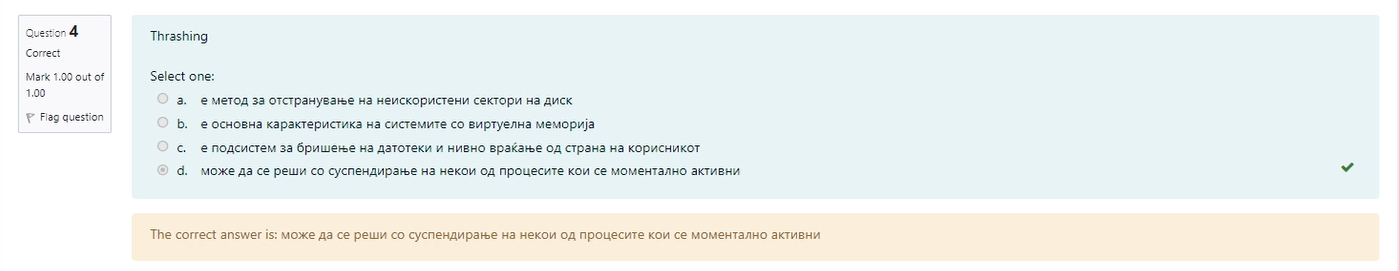 Question 4
Correct
Mark 1.00 out of
1.00
Flag question
Thrashing
Select one:
a. е метод за отстранување на неискористени сектори на диск
b. е основна карактеристика на системите со виртуелна меморија
c. е подсистем за бришење на датотеки и нивно враќање од страна на корисникот
d. може да се реши со суспендирање на некои од процесите кои се моментално активни
The correct answer is: може да се реши со суспендирање на некои од процесите кои се моментално активни